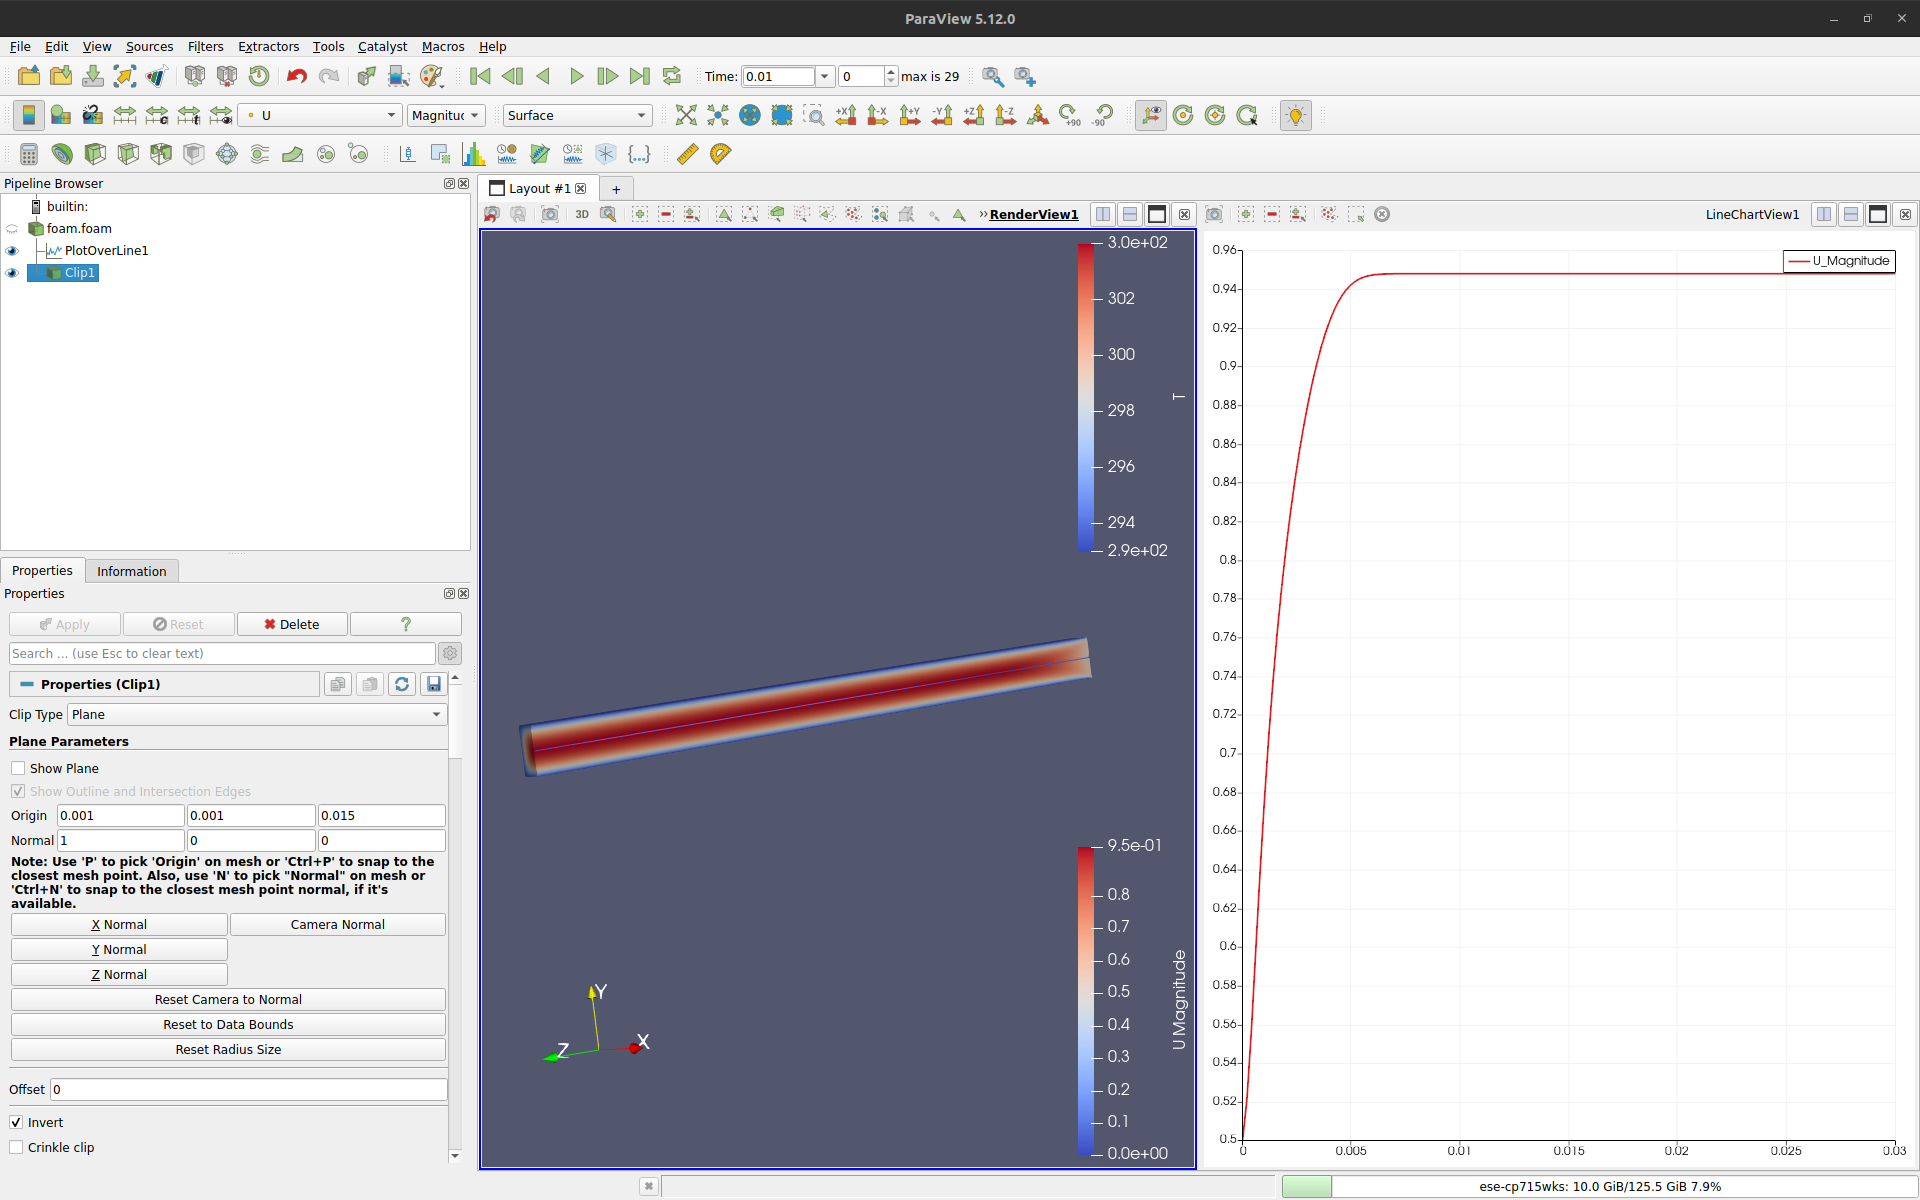 ParaView 5.12.0
File Edit View Sources Filters Extractors Tools Catalyst Macros Help
Time: 0.01 0 max is 29
U Magnituc Surface +X -X +Y -Y +Z -Z +90 -90
Pipeline Browser
builtin:
foam.foam
PlotOverLine1
Clip1
Properties Information
Properties
Apply Reset Delete ?
Search ... (use Esc to clear text)
Properties (Clip1)
Clip Type Plane
Plane Parameters
Show Plane
Show Outline and Intersection Edges
Origin 0.001 0.001 0.015
Normal 1 0 0
Note: Use 'P' to pick 'Origin' on mesh or 'Ctrl+P' to snap to the
closest mesh point. Also, use 'N' to pick "Normal" on mesh or
'Ctrl+N' to snap to the closest mesh point normal, if it's
available.
X Normal Camera Normal
Y Normal
Z Normal
Reset Camera to Normal
Reset to Data Bounds
Reset Radius Size
Offset 0
Invert
Crinkle clip
Layout #1 +
3D » RenderView1
3.0e+02
302
300
298
296
294
2.9e+02
T
9.5e-01
0.8
0.7
0.6
0.5
0.4
0.3
0.2
0.1
0.0e+00
U Magnitude
Y
X
Z
LineChartView1
U_Magnitude
0.96
0.94
0.92
0.9
0.88
0.86
0.84
0.82
0.8
0.78
0.76
0.74
0.72
0.7
0.68
0.66
0.64
0.62
0.6
0.58
0.56
0.54
0.52
0.5
0 0.005 0.01 0.015 0.02 0.025 0.03
ese-cp715wks: 10.0 GiB/125.5 GiB 7.9%